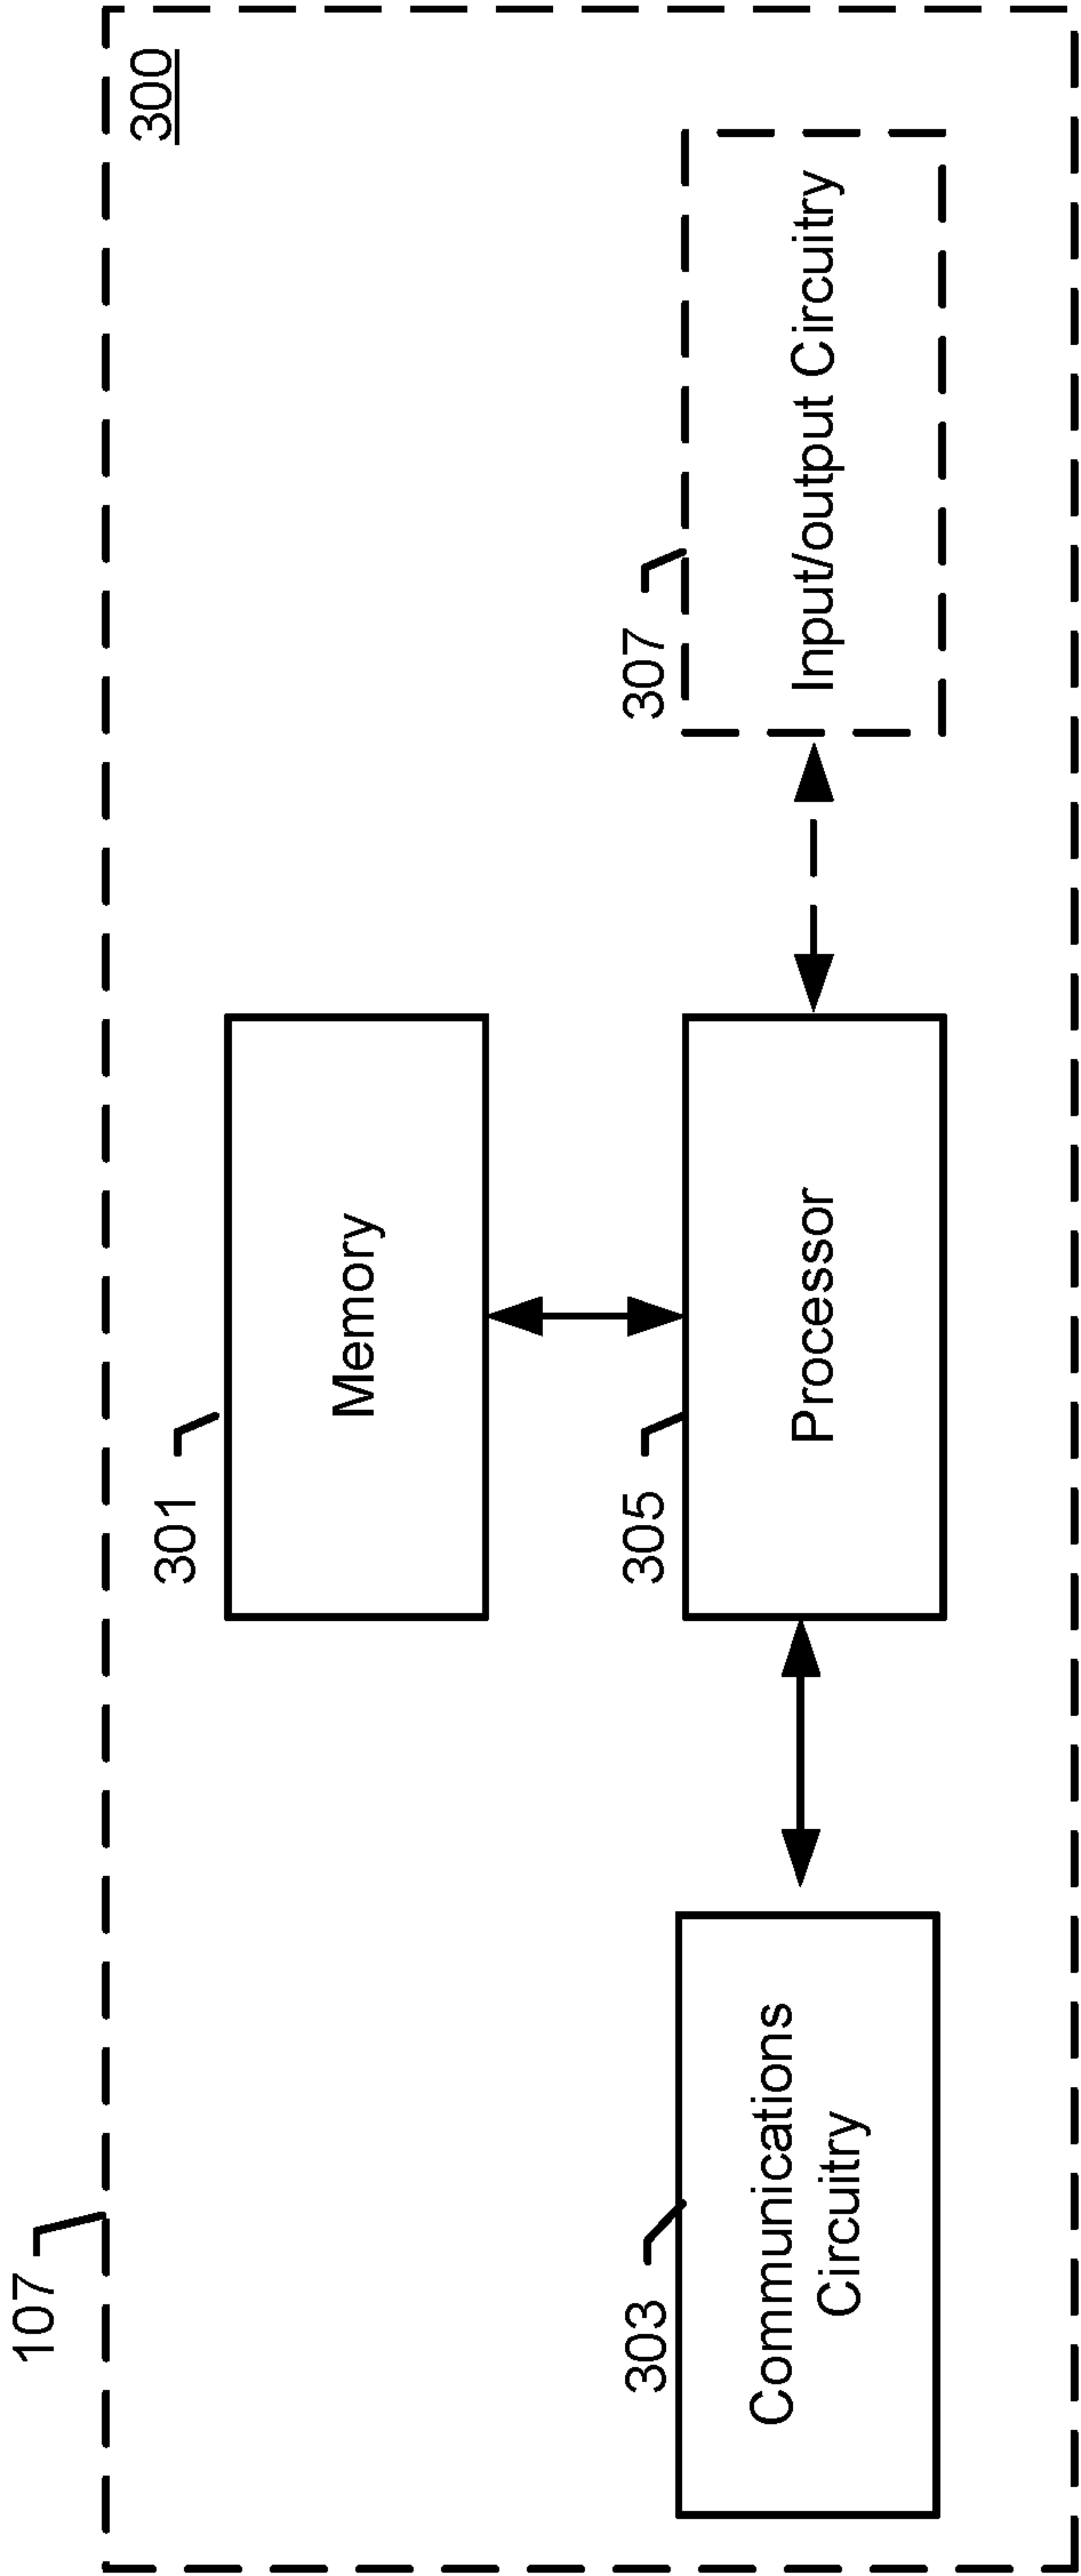 107
300
301
Memory
303
Communications
Circuitry
305
Processor
307
Input/output Circuitry